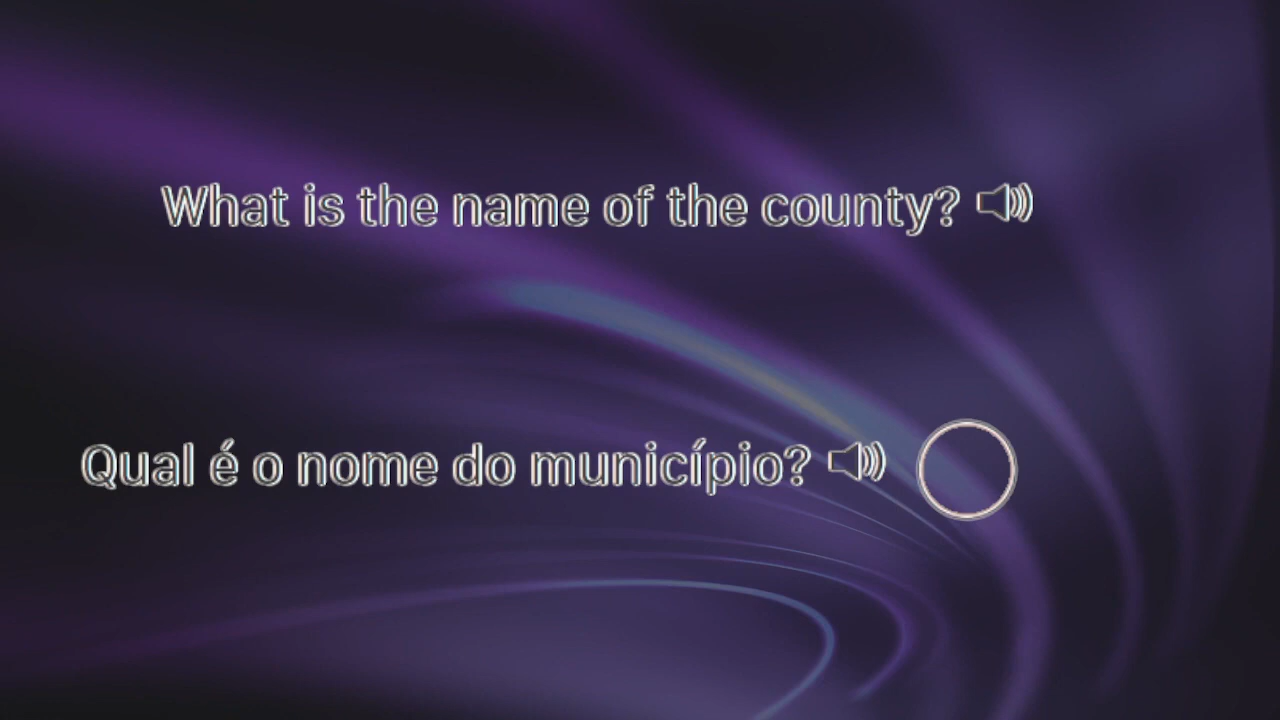 What is the name of the county?
Qual é o nome do município?